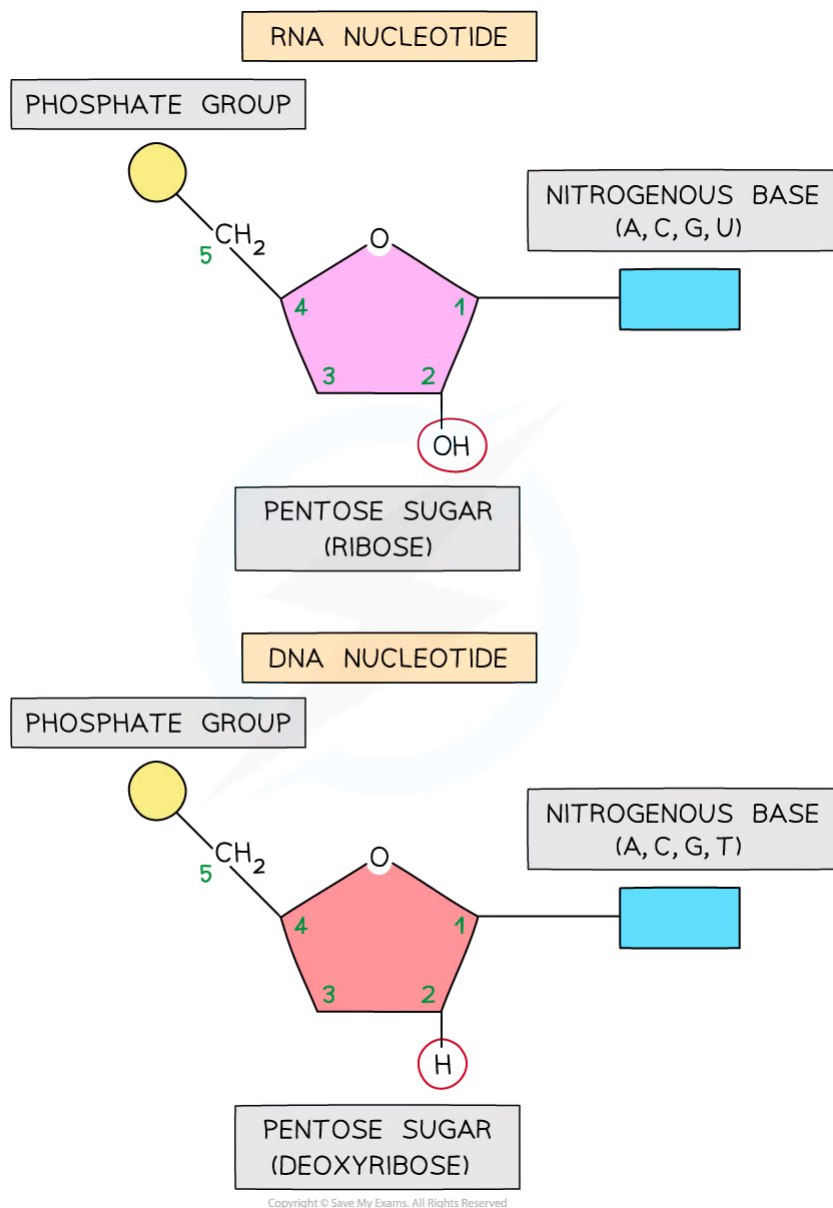 RNA NUCLEOTIDE
PHOSPHATE GROUP
NITROGENOUS BASE
(A, C, G, U)
CH2
5
O
4
1
3
2
OH
PENTOSE SUGAR
(RIBOSE)
DNA NUCLEOTIDE
PHOSPHATE GROUP
NITROGENOUS BASE
(A, C, G, T)
CH2
5
O
4
1
3
2
H
PENTOSE SUGAR
(DEOXYRIBOSE)
Copyright © Save My Exams. All Rights Reserved